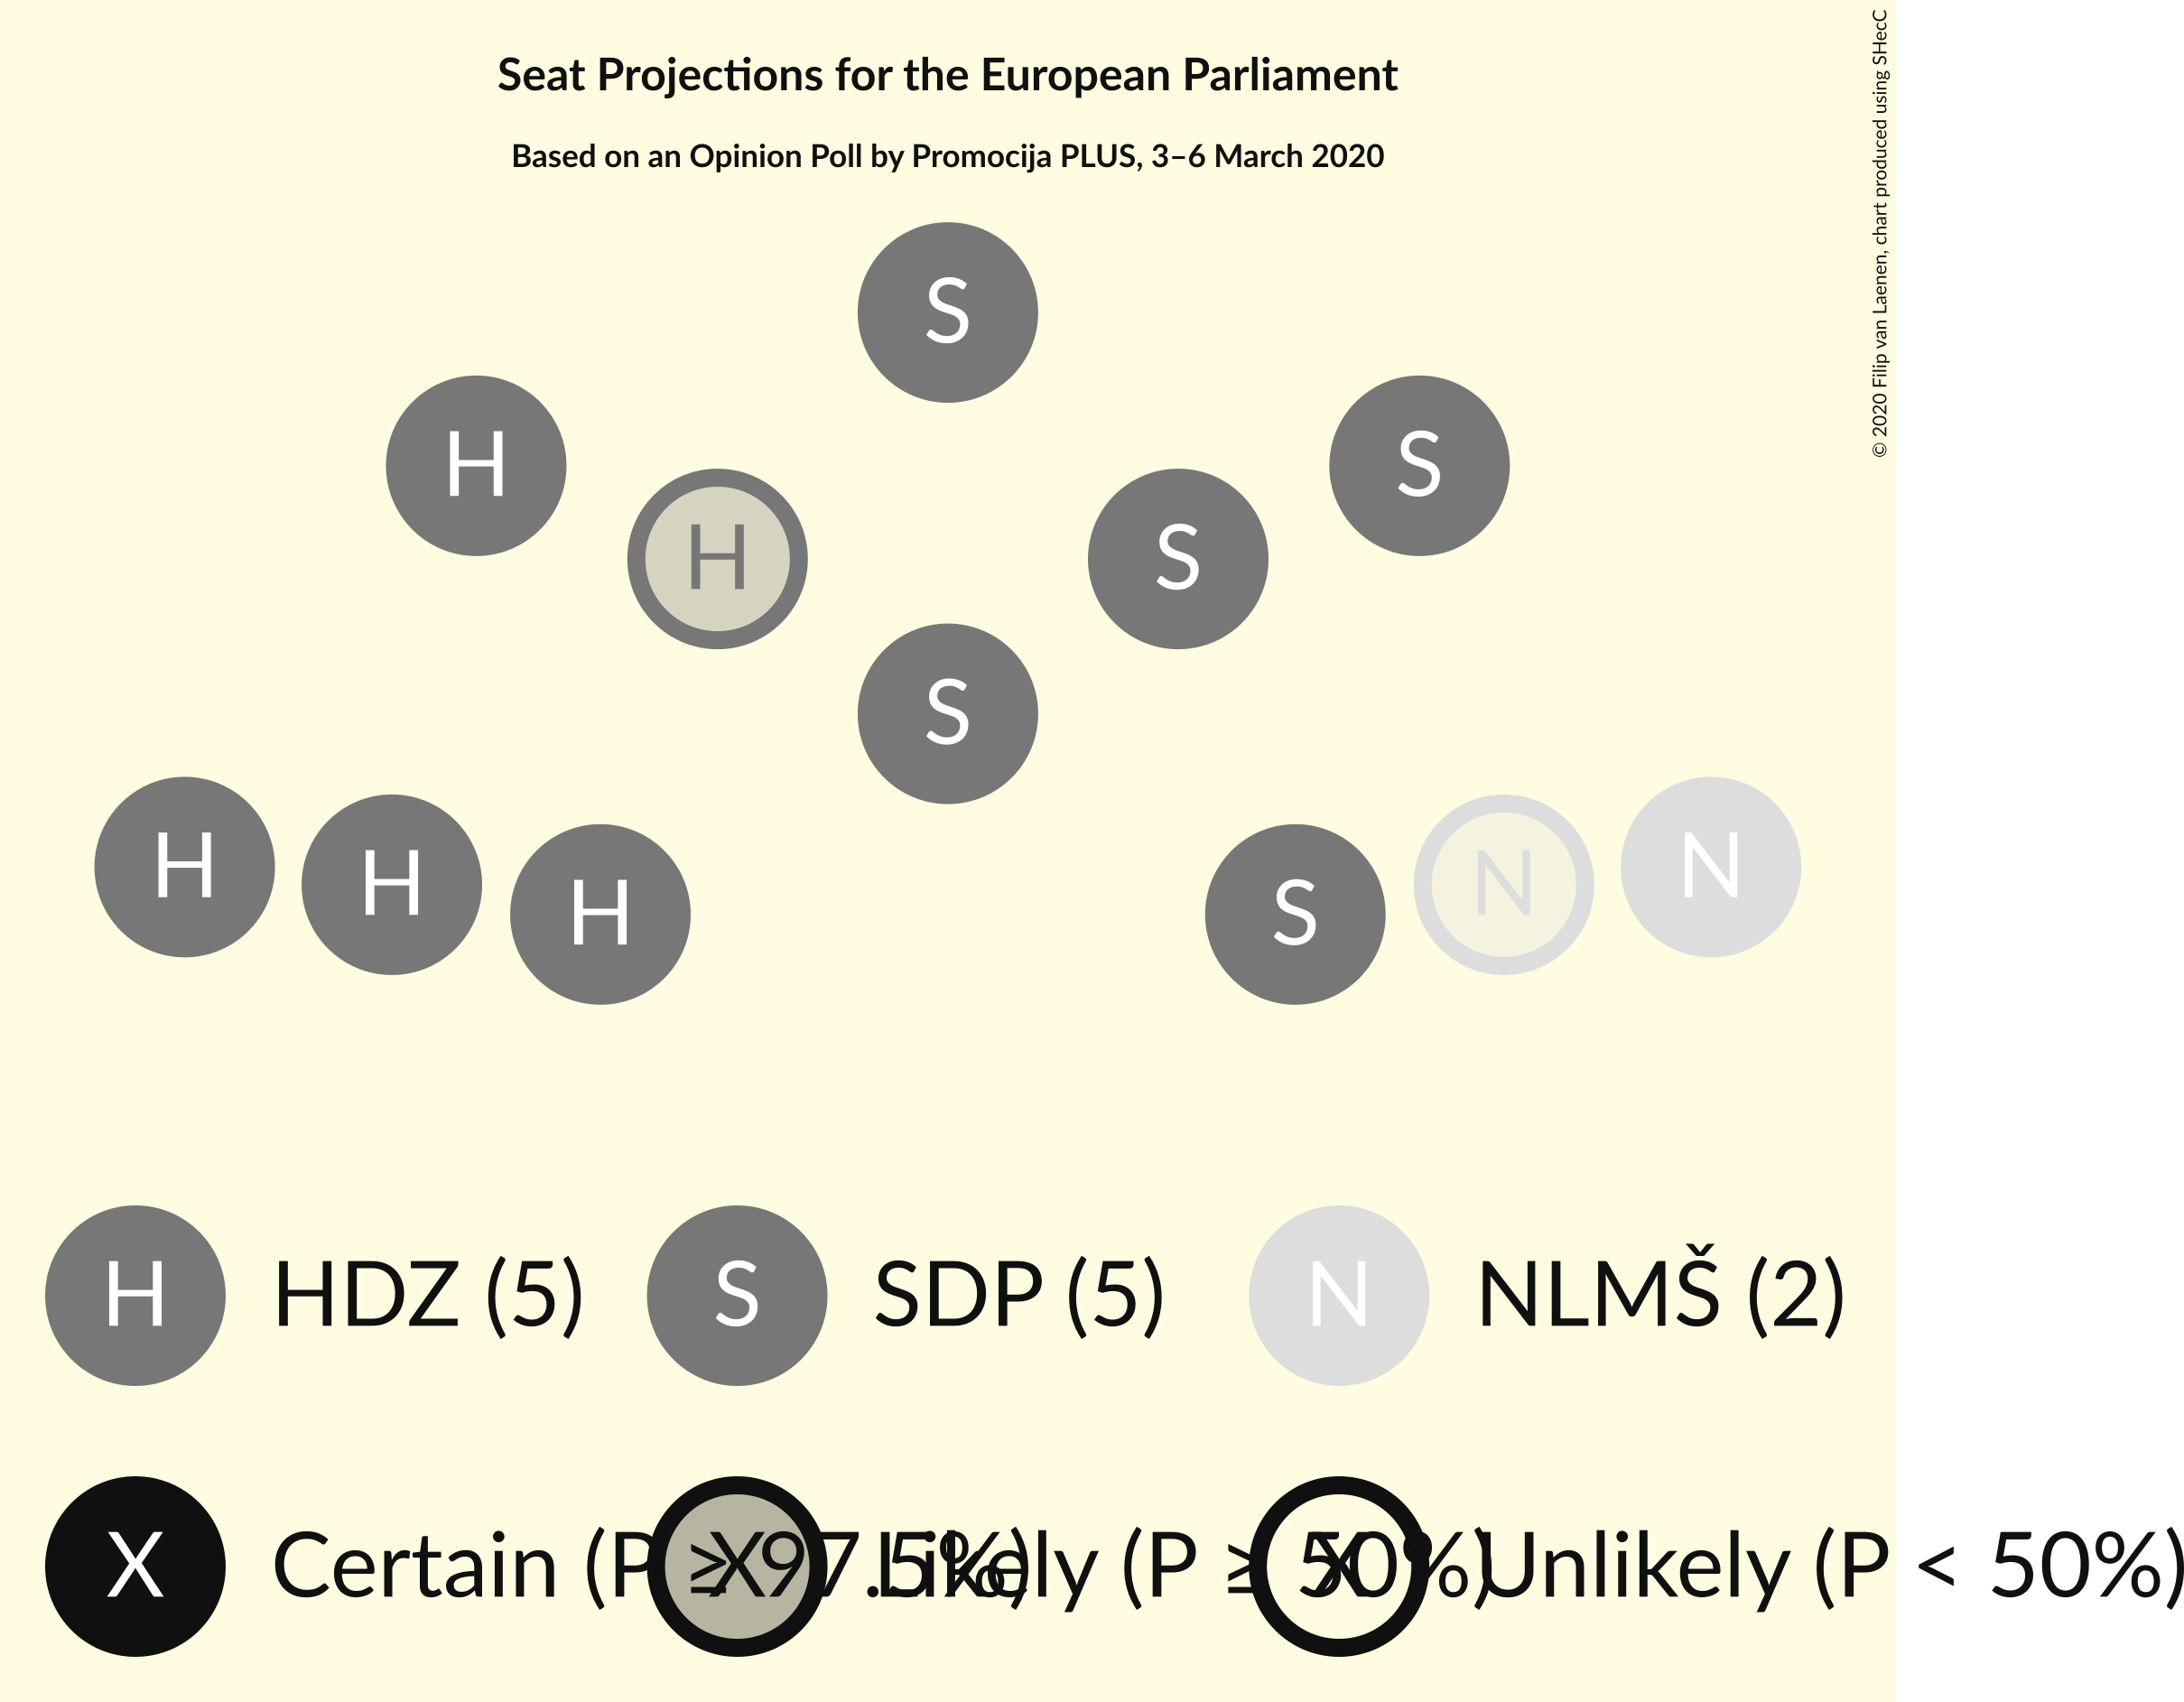 Seat Projections for the European Parliament
Based on an Opinion Poll by Promocija PLUS, 3–6 March 2020
© 2020 Filip van Laenen, chart produced using SHecC
S
H
S
H
S
S
H
H
H
S
N
N
H HDZ (5) S SDP (5) N NLMŠ (2)
X Certain (P ≥ 97.5%) X Likely (P ≥ 50%) X Unlikely (P < 50%)